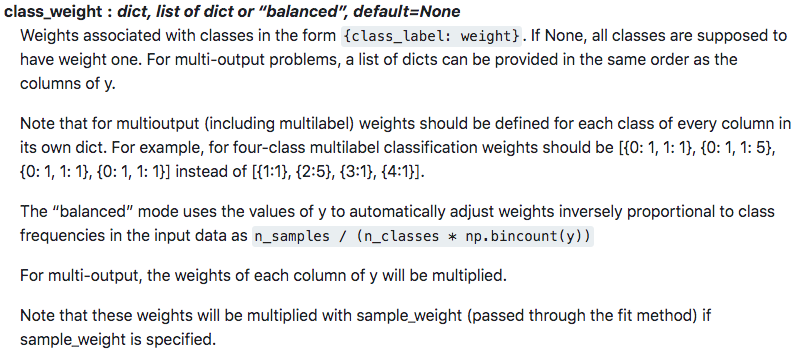 class_weight : dict, list of dict or “balanced”, default=None
Weights associated with classes in the form {class_label: weight}. If None, all classes are supposed to
have weight one. For multi-output problems, a list of dicts can be provided in the same order as the
columns of y.
Note that for multioutput (including multilabel) weights should be defined for each class of every column in
its own dict. For example, for four-class multilabel classification weights should be [{0: 1, 1: 1}, {0: 1, 1: 5},
{0: 1, 1: 1}, {0: 1, 1: 1}] instead of [{1:1}, {2:5}, {3:1}, {4:1}].
The “balanced” mode uses the values of y to automatically adjust weights inversely proportional to class
frequencies in the input data as n_samples / (n_classes * np.bincount(y))
For multi-output, the weights of each column of y will be multiplied.
Note that these weights will be multiplied with sample_weight (passed through the fit method) if
sample_weight is specified.